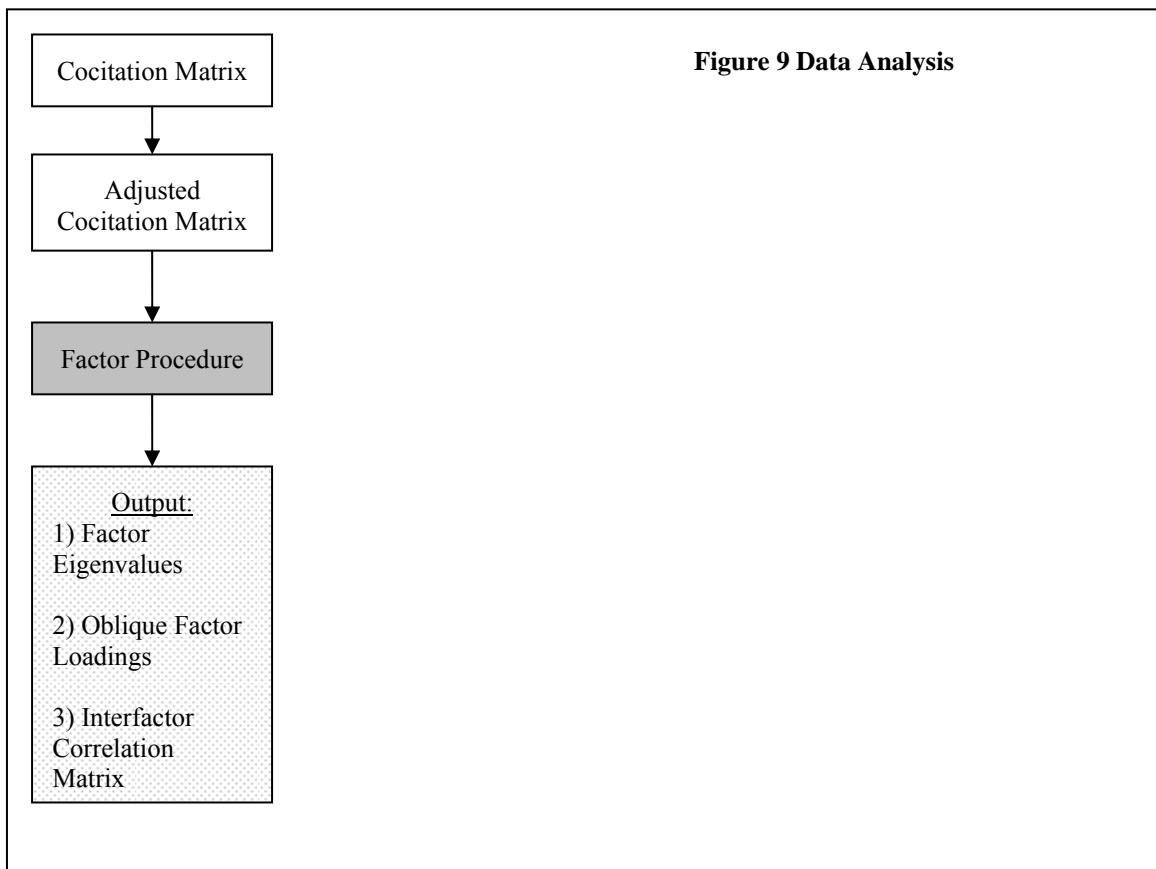 Figure 9 Data Analysis
Cocitation Matrix
Adjusted
Cocitation Matrix
Factor Procedure
Output:
1) Factor
Eigenvalues
2) Oblique Factor
Loadings
3) Interfactor
Correlation
Matrix